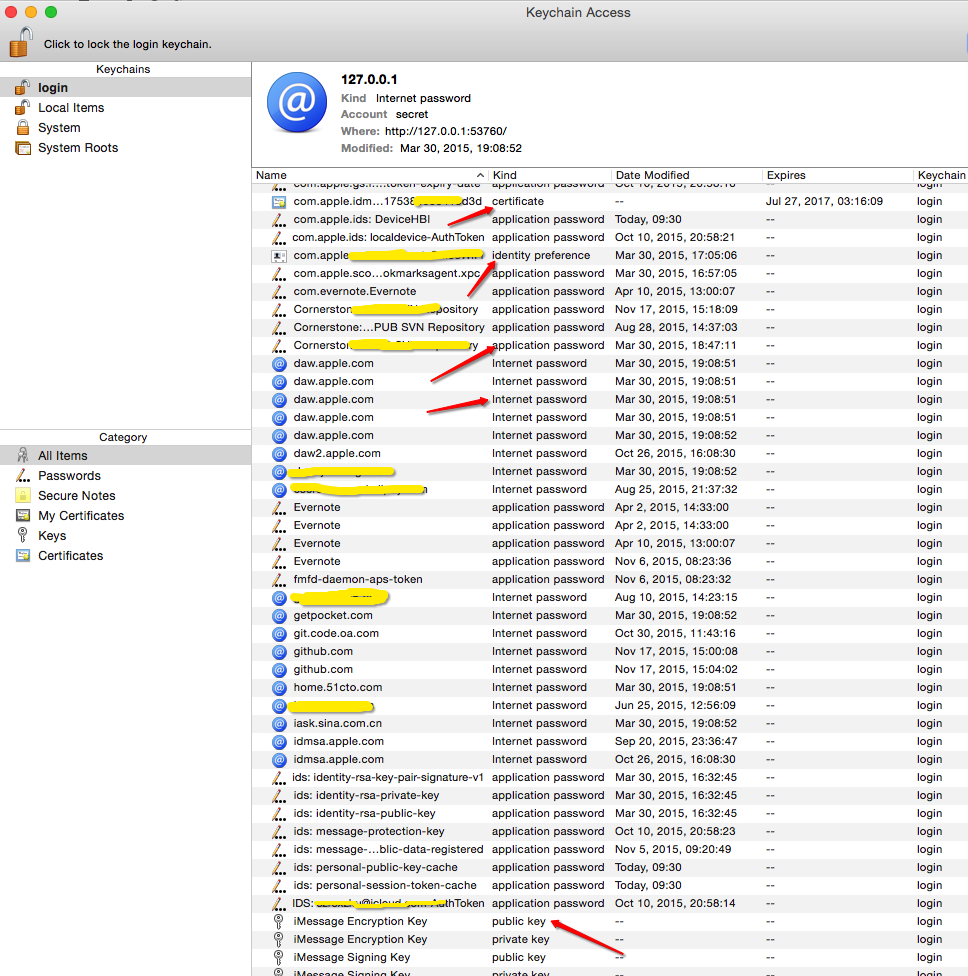 Keychain Access
Click to lock the login keychain.
Keychains
login
Local Items
System
System Roots
127.0.0.1
Kind Internet password
Account secret
Where: http://127.0.0.1:53760/
Modified: Mar 30, 2015, 19:08:52
Name Kind Date Modified Expires Keychain
com.apple.gs.i....token-expiry-date application password Oct 10, 2015, 20:58:16 -- login
com.apple.idm...17538 d3d certificate -- Jul 27, 2017, 03:16:09 login
com.apple.ids: DeviceHBI application password Today, 09:30 -- login
com.apple.ids: localdevice-AuthToken application password Oct 10, 2015, 20:58:21 -- login
com.apple identity preference Mar 30, 2015, 17:05:06 -- login
com.apple.sco...okmarksagent.xpc application password Mar 30, 2015, 16:57:05 -- login
com.evernote.Evernote application password Apr 10, 2015, 13:00:07 -- login
Cornerstone Repository application password Nov 17, 2015, 15:18:09 -- login
Cornerstone:...PUB SVN Repository application password Aug 28, 2015, 14:37:03 -- login
Cornerst application password Mar 30, 2015, 18:47:11 -- login
daw.apple.com Internet password Mar 30, 2015, 19:08:51 -- login
daw.apple.com Internet password Mar 30, 2015, 19:08:51 -- login
daw.apple.com Internet password Mar 30, 2015, 19:08:51 -- login
daw.apple.com Internet password Mar 30, 2015, 19:08:51 -- login
daw.apple.com Internet password Mar 30, 2015, 19:08:52 -- login
daw2.apple.com Internet password Oct 26, 2015, 16:08:30 -- login
Internet password Mar 30, 2015, 19:08:52 -- login
Internet password Aug 25, 2015, 21:37:32 -- login
Evernote application password Apr 2, 2015, 14:33:00 -- login
Evernote application password Apr 2, 2015, 14:33:00 -- login
Evernote application password Apr 10, 2015, 13:00:07 -- login
Evernote application password Nov 6, 2015, 08:23:36 -- login
fmfd-daemon-aps-token application password Nov 6, 2015, 08:23:32 -- login
Internet password Aug 10, 2015, 14:23:15 -- login
getpocket.com Internet password Mar 30, 2015, 19:08:52 -- login
git.code.oa.com Internet password Oct 30, 2015, 11:43:16 -- login
github.com Internet password Nov 17, 2015, 15:00:08 -- login
github.com Internet password Nov 17, 2015, 15:04:02 -- login
home.51cto.com Internet password Mar 30, 2015, 19:08:51 -- login
Internet password Jun 25, 2015, 12:56:09 -- login
iask.sina.com.cn Internet password Mar 30, 2015, 19:08:52 -- login
idmsa.apple.com Internet password Sep 20, 2015, 23:36:47 -- login
idmsa.apple.com Internet password Oct 26, 2015, 16:08:30 -- login
ids: identity-rsa-key-pair-signature-v1 application password Mar 30, 2015, 16:32:45 -- login
ids: identity-rsa-private-key application password Mar 30, 2015, 16:32:45 -- login
ids: identity-rsa-public-key application password Mar 30, 2015, 16:32:45 -- login
ids: message-protection-key application password Oct 10, 2015, 20:58:23 -- login
ids: message-...blic-data-registered application password Nov 5, 2015, 09:20:49 -- login
ids: personal-public-key-cache application password Today, 09:30 -- login
ids: personal-session-token-cache application password Today, 09:30 -- login
IDS: AuthToken application password Oct 10, 2015, 20:58:14 -- login
iMessage Encryption Key public key -- -- login
iMessage Encryption Key private key -- -- login
iMessage Signing Key public key -- -- login
iMessage Signing Key private key -- -- login
Category
All Items
Passwords
Secure Notes
My Certificates
Keys
Certificates